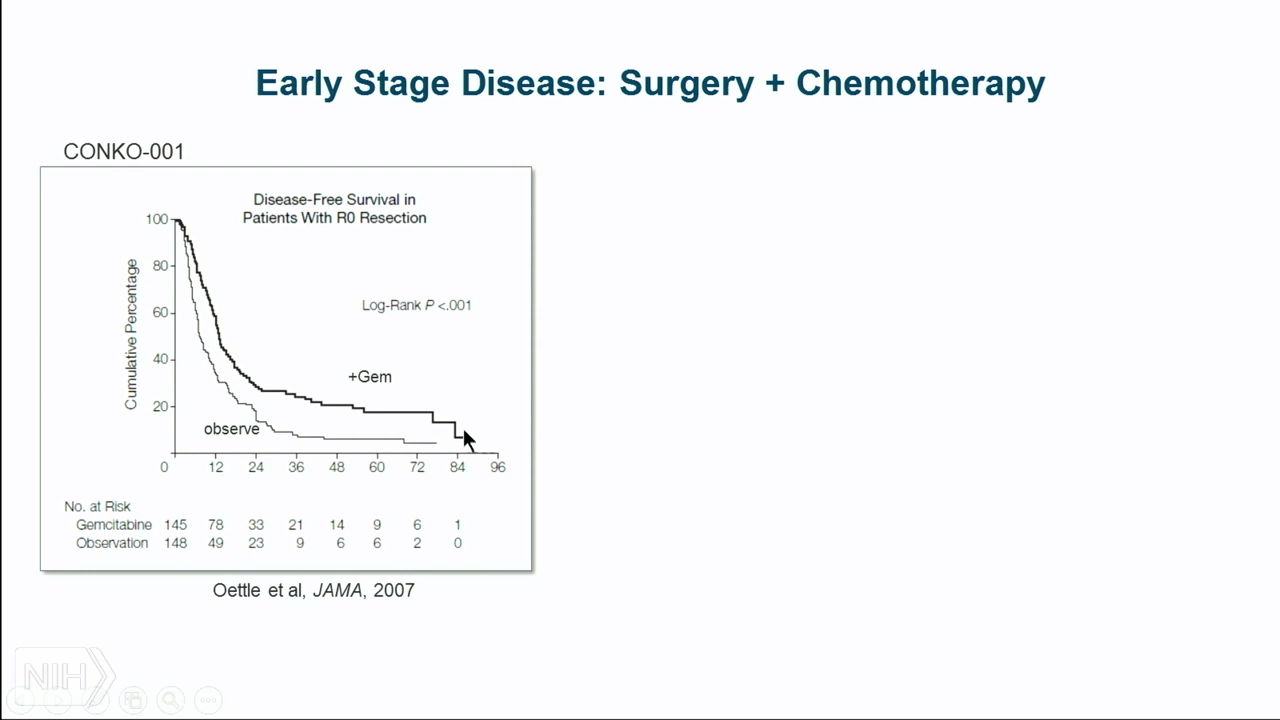 Early Stage Disease: Surgery + Chemotherapy
CONKO-001
Disease-Free Survival in
Patients With R0 Resection
100
80
60
40
20
Cumulative Percentage
Log-Rank P <.001
+Gem
observe
0 12 24 36 48 60 72 84 96
No. at Risk
Gemcitabine 145 78 33 21 14 9 6 1
Observation 148 49 23 9 6 6 2 0
Oettle et al, JAMA, 2007
NIH